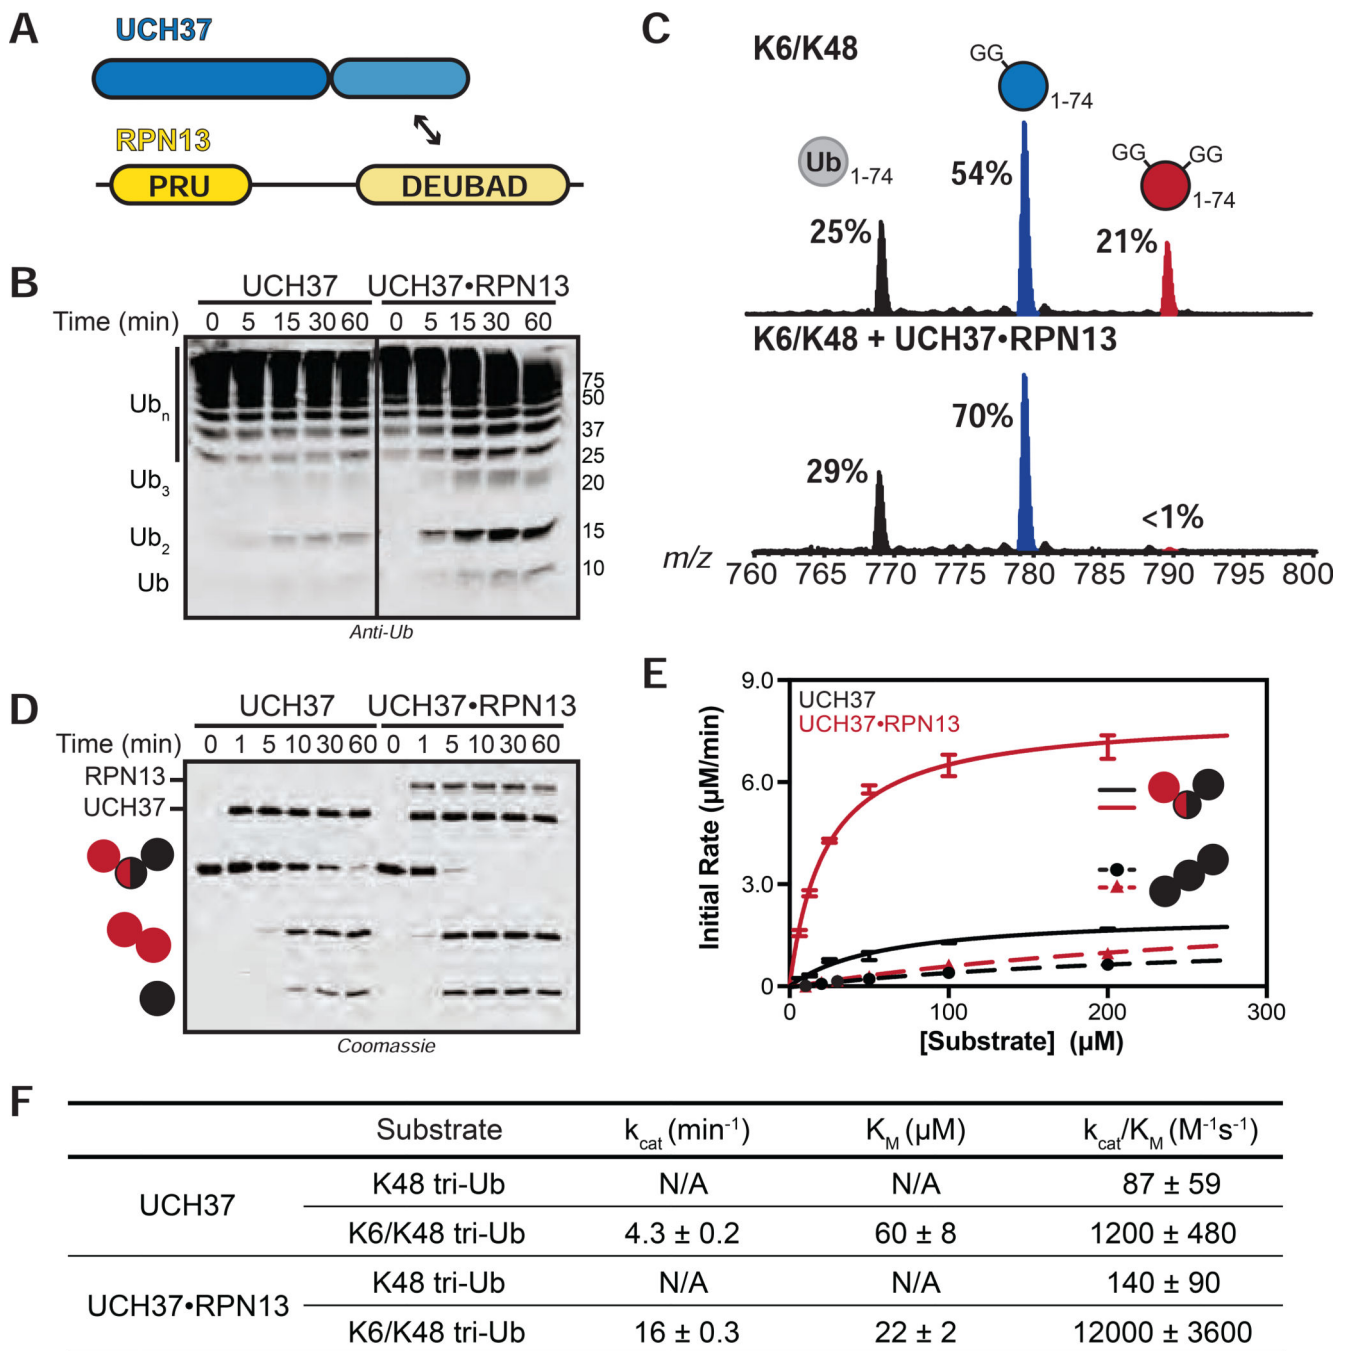 A
UCH37
RPN13
PRU
DEUBAD
B
UCH37 UCH37•RPN13
Time (min) 0 5 15 30 60 0 5 15 30 60
Ubn
Ub3
Ub2
Ub
75
50
37
25
20
15
10
Anti-Ub
C
K6/K48
GG
1-74
Ub 1-74
GG GG
1-74
25%
54%
21%
K6/K48 + UCH37•RPN13
29%
70%
<1%
m/z 760 765 770 775 780 785 790 795 800
D
UCH37 UCH37•RPN13
Time (min) 0 1 5 10 30 60 0 1 5 10 30 60
RPN13
UCH37
Coomassie
E
Initial Rate (µM/min)
9.0
6.0
3.0
0
UCH37
UCH37•RPN13
0 100 200 300
[Substrate] (µM)
F
Substrate kcat (min-1) KM (µM) kcat/KM (M-1s-1)
UCH37
K48 tri-Ub N/A N/A 87 ± 59
K6/K48 tri-Ub 4.3 ± 0.2 60 ± 8 1200 ± 480
UCH37•RPN13
K48 tri-Ub N/A N/A 140 ± 90
K6/K48 tri-Ub 16 ± 0.3 22 ± 2 12000 ± 3600